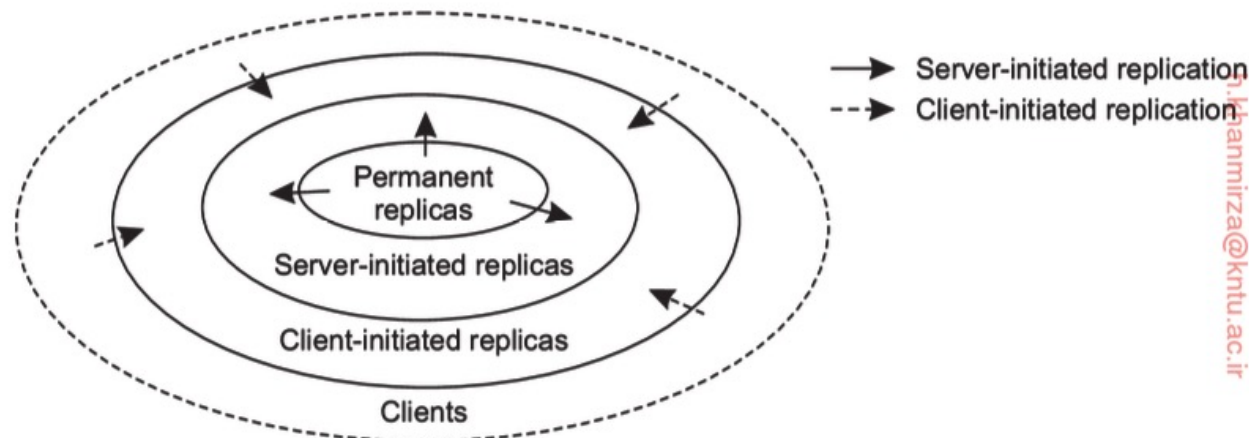 Server-initiated replication
Client-initiated replication
Permanent
replicas
Server-initiated replicas
Client-initiated replicas
Clients
h.khanmirza@kntu.ac.ir